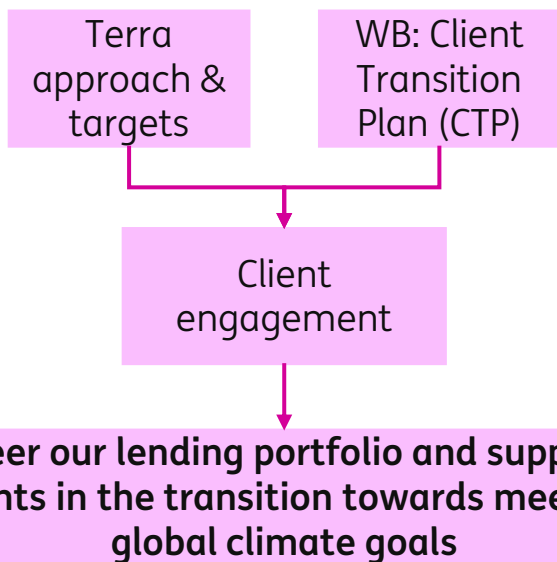 Terra
approach &
targets
WB: Client
Transition
Plan (CTP)
Client
engagement
our lending portfolio and
in the transition towards
global climate goals